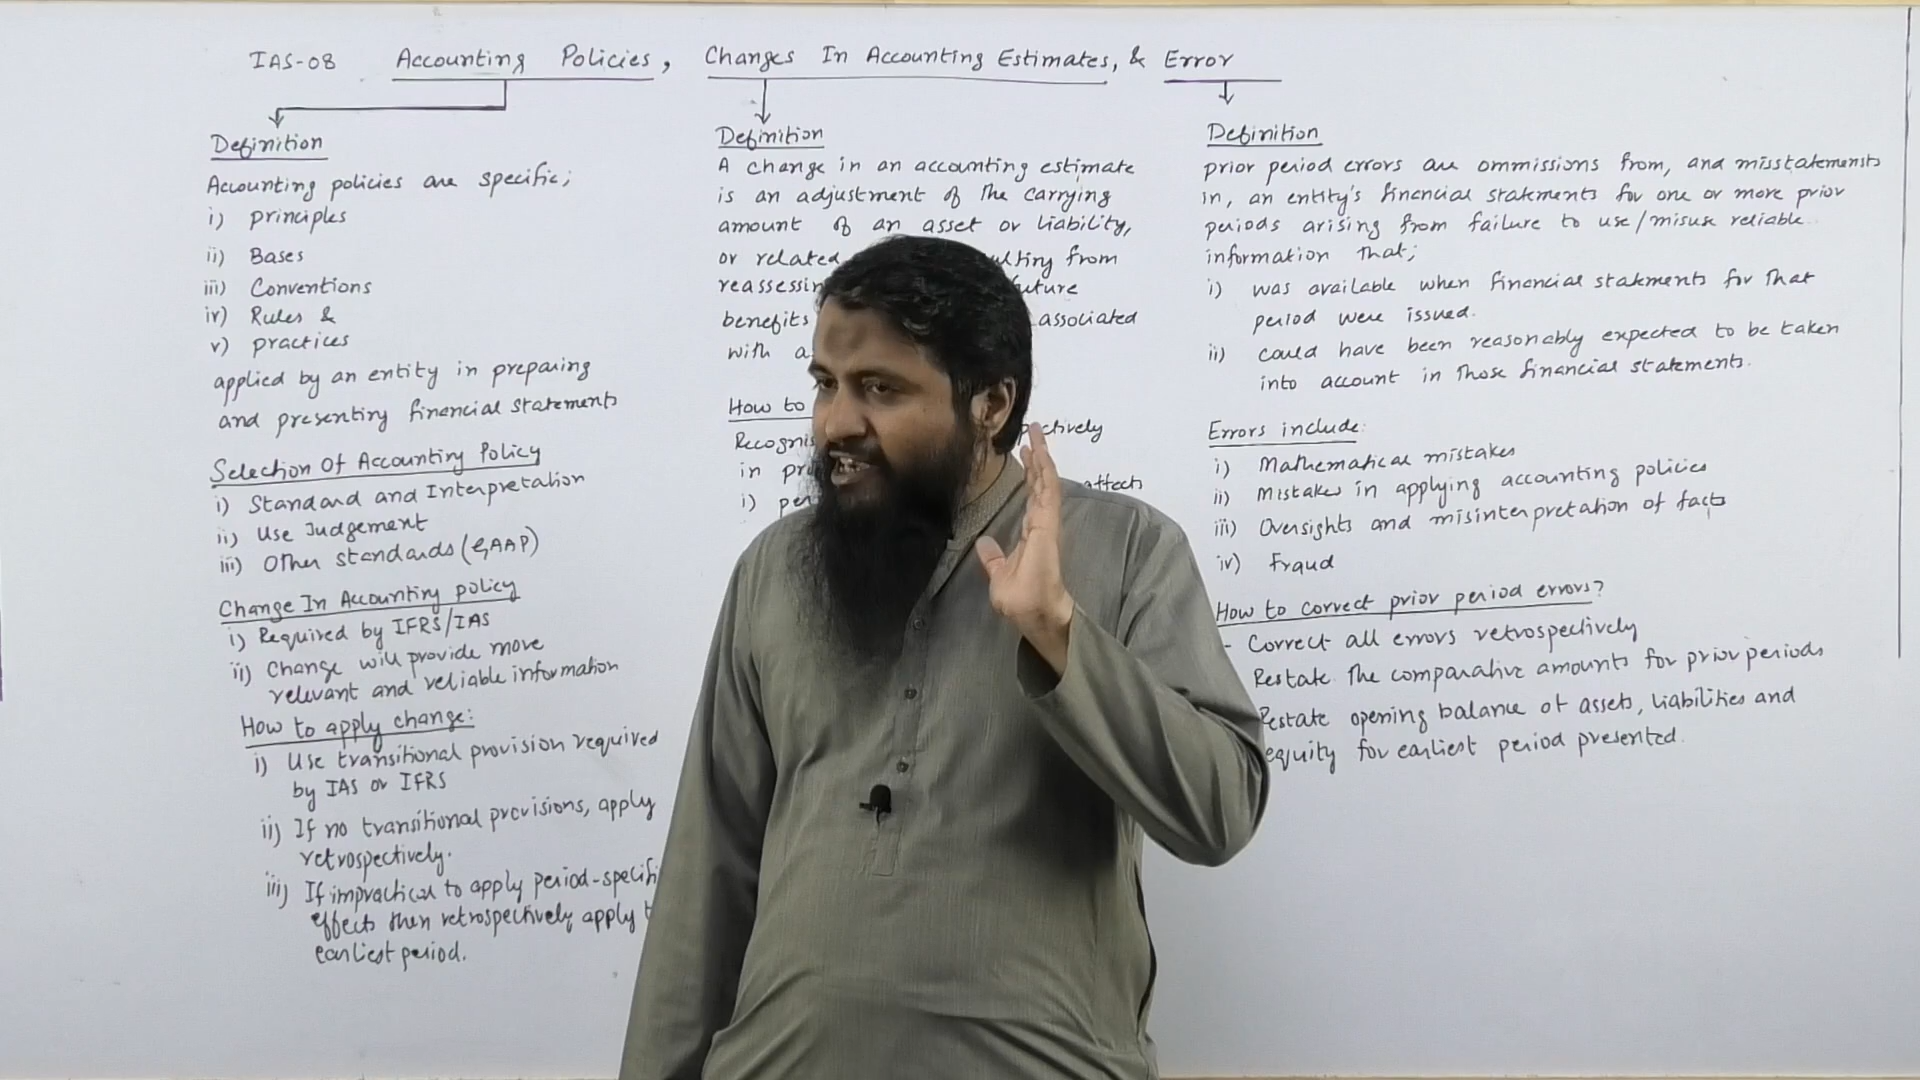 IAS-08 Accounting Policies, Changes In Accounting Estimates, & Error
Definition
Accounting policies are specific;
i) principles
ii) Bases
iii) Conventions
iv) Rules &
v) practices
applied by an entity in preparing
and presenting financial statements
Selection Of Accounting Policy
i) Standard and Interpretation
ii) Use Judgement
iii) Other standards (GAAP)
Change In Accounting policy
i) Required by IFRS/IAS
ii) Change will provide more
relevant and reliable information
How to apply change:
i) Use transitional provision required
by IAS or IFRS
ii) If no transitional provisions, apply
retrospectively.
iii) If impractical to apply period-specifi
effects then retrospectively apply t
earliest period.
Definition
A change in an accounting estimate
is an adjustment of the carrying
amount of an asset or liability,
or related ulting from
reassessin uture
benefits associated
with a
How to
Recognis ctively
in pr
i) pe affects
Definition
prior period errors are ommissions from, and misstatemensts
in, an entity's financial statements for one or more prior
periods arising from failure to use/misuse reliable
information that;
i) was available when financial statements for that
period were issued.
ii) could have been reasonably expected to be taken
into account in those financial statements.
Errors include:
i) Mathematical mistakes
ii) Mistakes in applying accounting policies
iii) Oversights and misinterpretation of facts
iv) Fraud
How to correct prior period errors?
- Correct all errors retrospectively
Restate the comparative amounts for prior periods
Restate opening balance of assets, liabilities and
equity for earliest period presented.